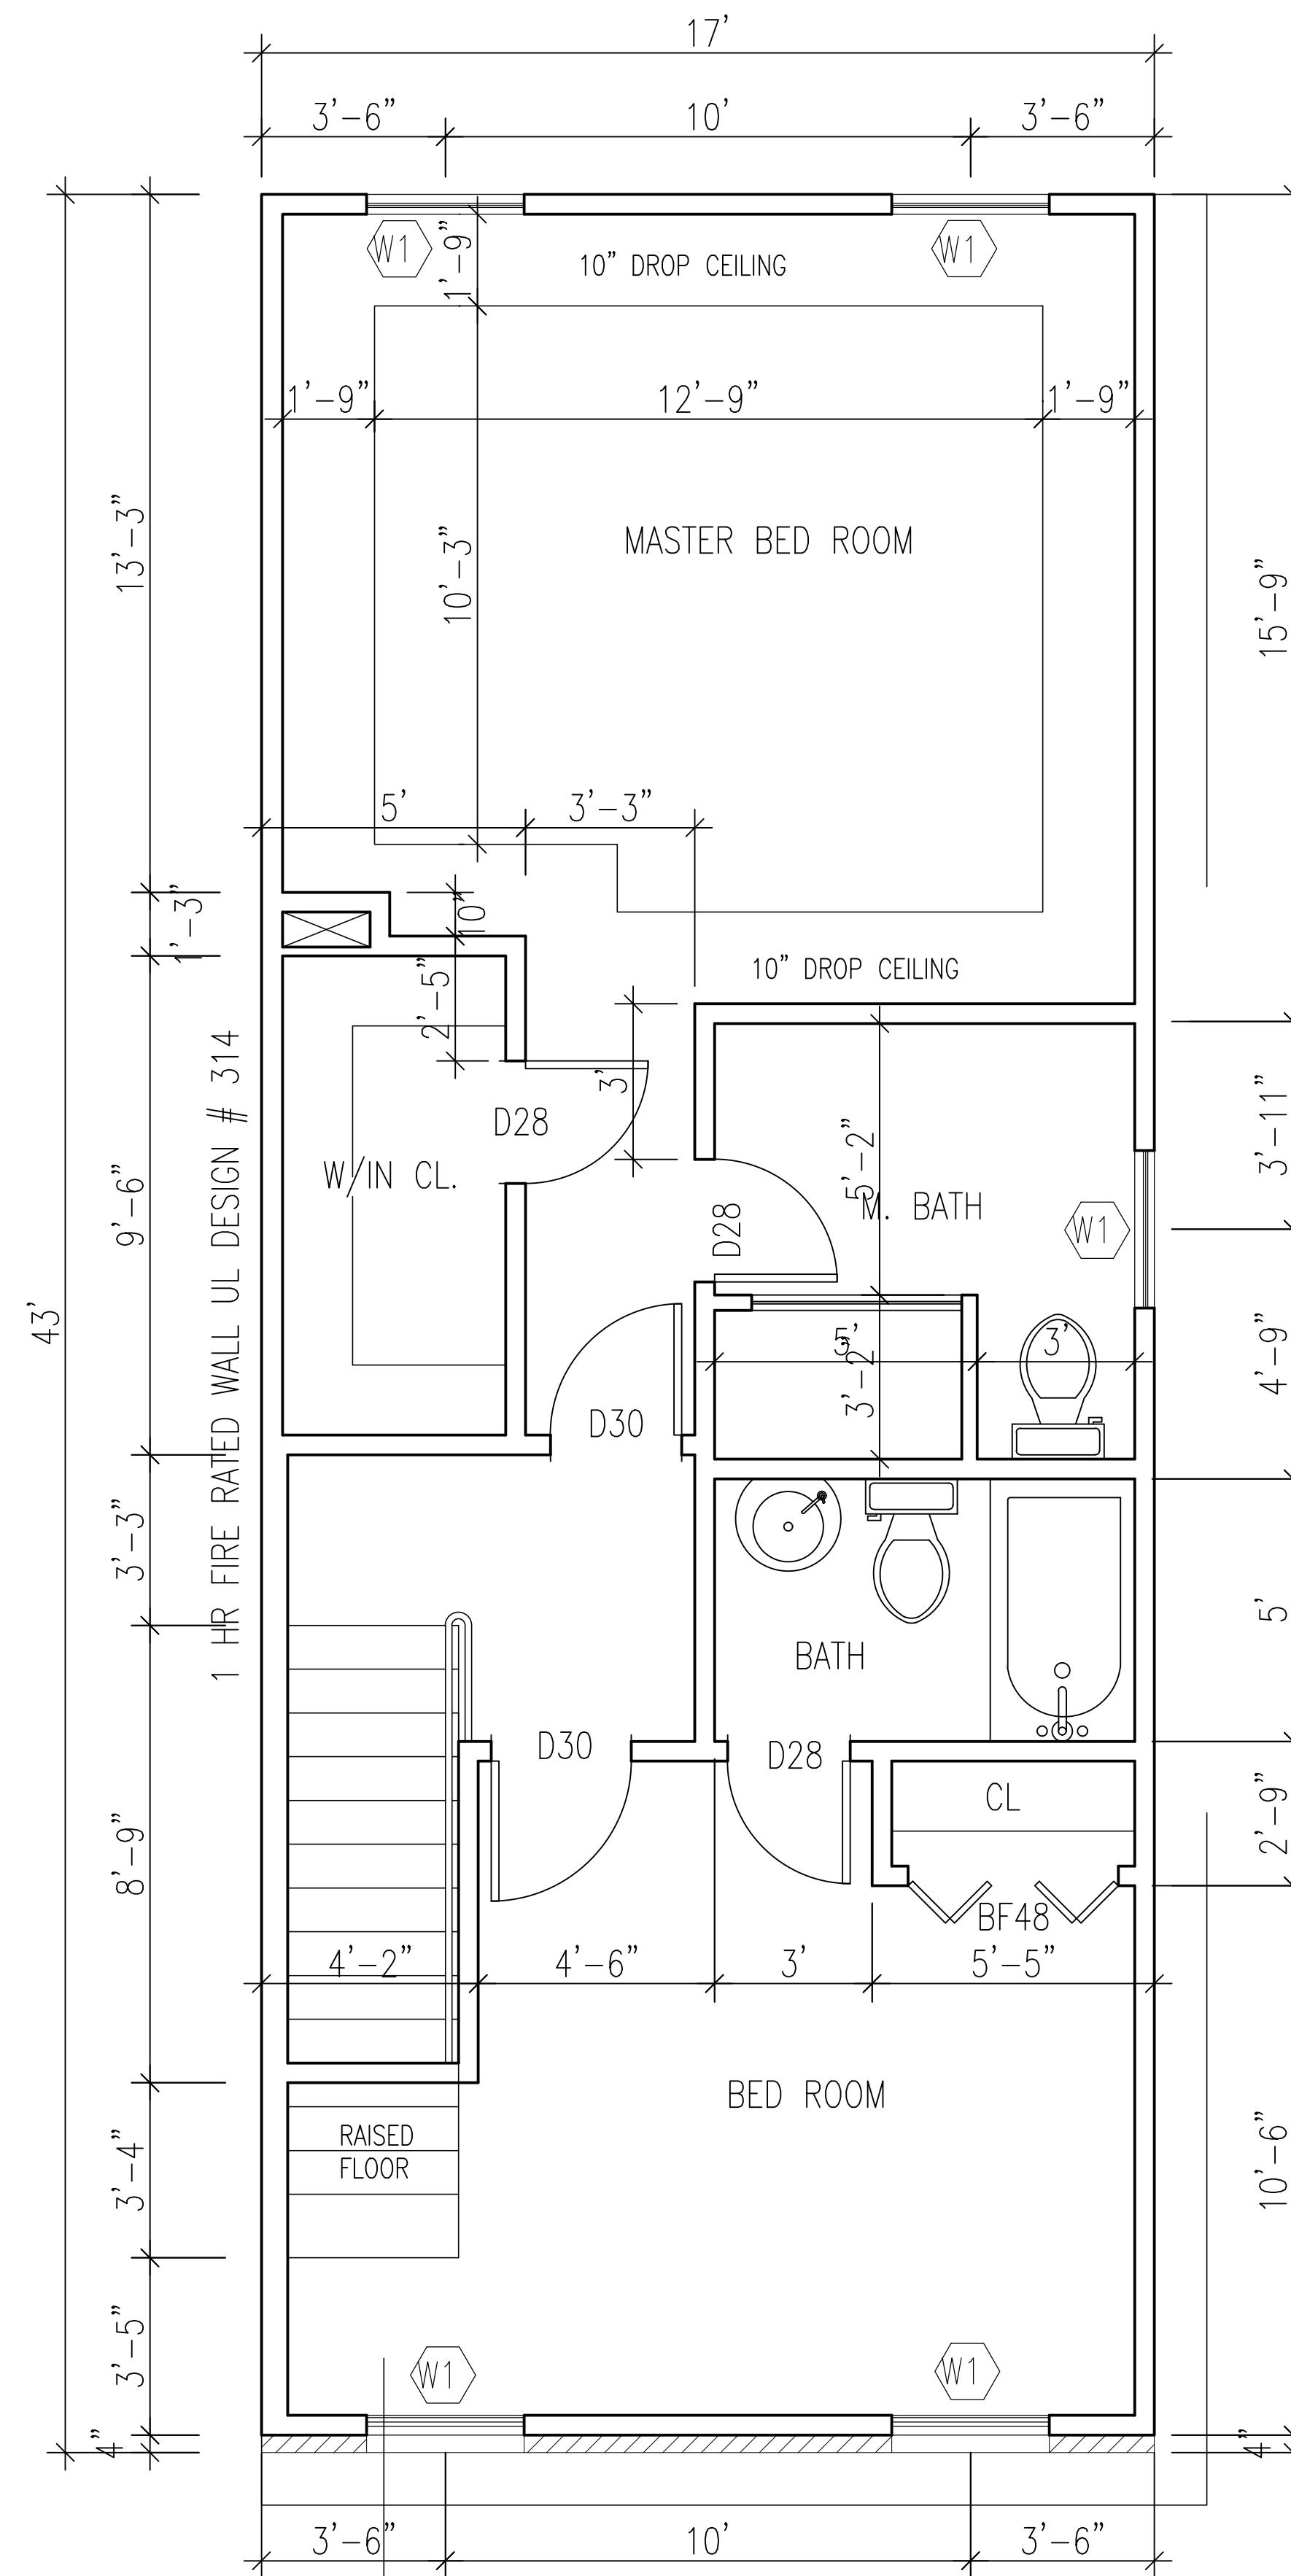 17'
3'-6"
10'
3'-6"
W1
W1
1'-9"
10" DROP CEILING
1'-9"
12'-9"
1'-9"
13'-3"
10'-3"
MASTER BED ROOM
15'-9"
5'
3'-3"
1'-3"
10"
10" DROP CEILING
2'-5"
3'
D28
W/IN CL.
1 HR FIRE RATED WALL UL DESIGN # 314
9'-6"
43'
3'-11"
5'-2"
M. BATH
D28
W1
5'
3'
3'-2"
4'-9"
D30
3'-3"
BATH
5'
D30
D28
CL
2'-9"
8'-9"
BF48
4'-2"
4'-6"
3'
5'-5"
BED ROOM
RAISED
FLOOR
3'-4"
10'-6"
3'-5"
W1
W1
4"
4"
3'-6"
10'
3'-6"